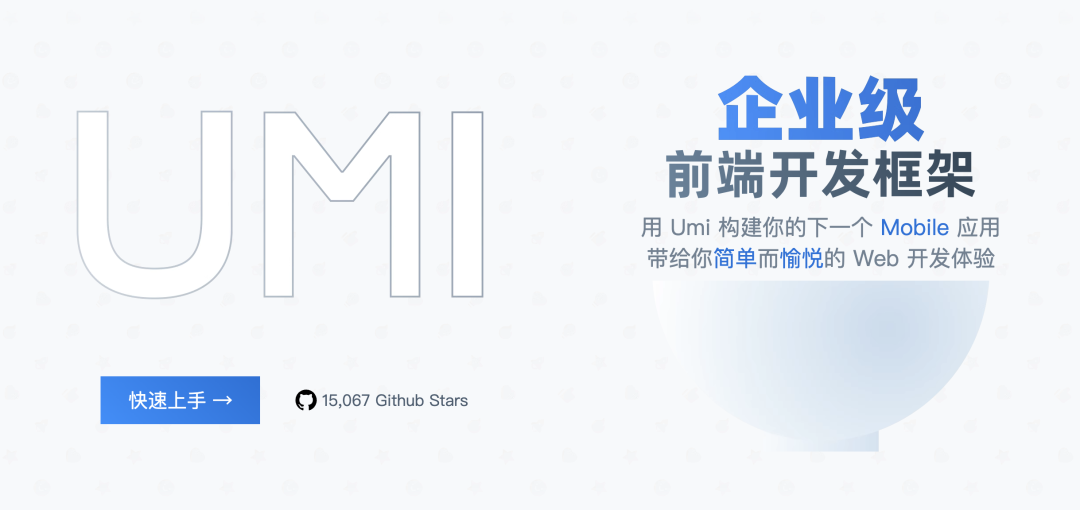 UMI
快速上手 →
15,067 Github Stars
企业级
前端开发框架
用 Umi 构建你的下一个 Mobile 应用
带给你简单而愉悦的 Web 开发体验